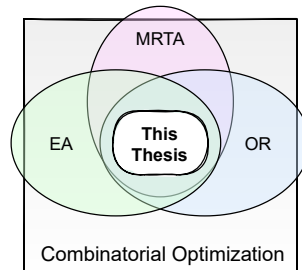 MRTA
EA
This
Thesis
OR
Combinatorial Optimization